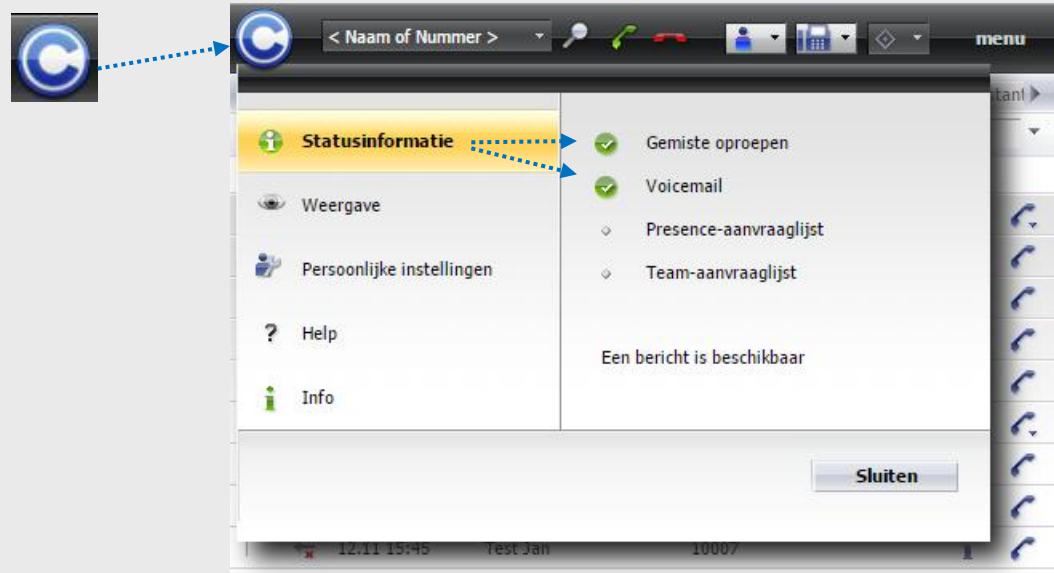 < Naam of Nummer >
menu
tant
Statusinformatie
Gemiste oproepen
Voicemail
Weergave
Presence-aanvraaglijst
Persoonlijke instellingen
Team-aanvraaglijst
? Help
Een bericht is beschikbaar
Info
Sluiten
12.11 15:45 Test Jan 10007